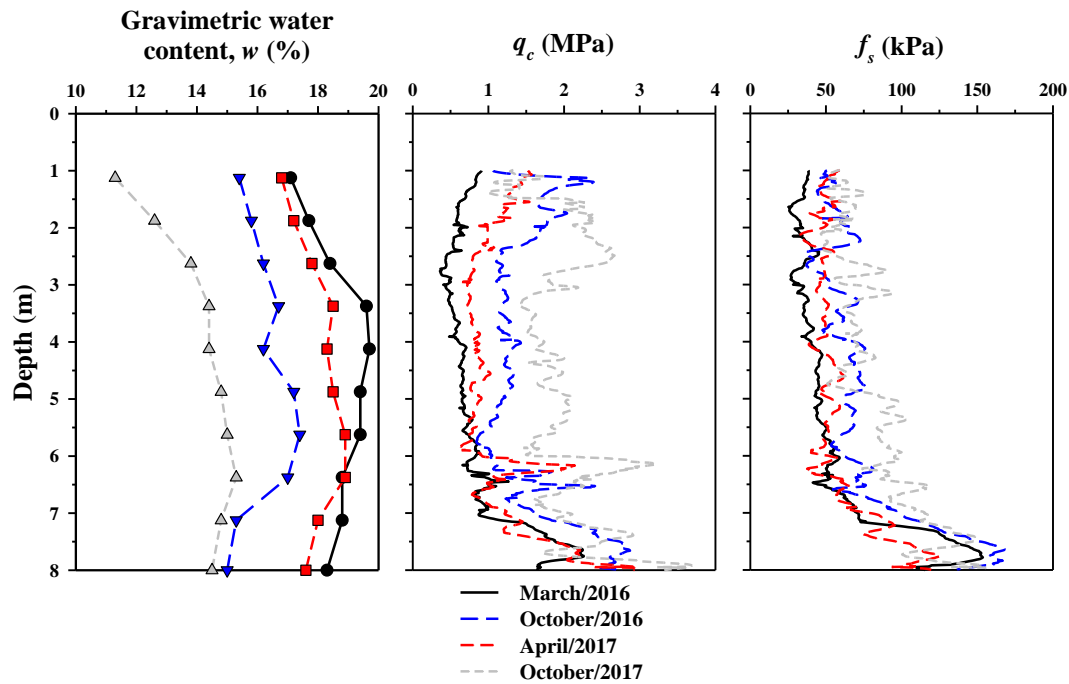 Gravimetric water
content, w (%)
10 12 14 16 18 20
q_c (MPa)
0 1 2 3 4
f_s (kPa)
0 50 100 150 200
Depth (m)
0
1
2
3
4
5
6
7
8
March/2016
October/2016
April/2017
October/2017